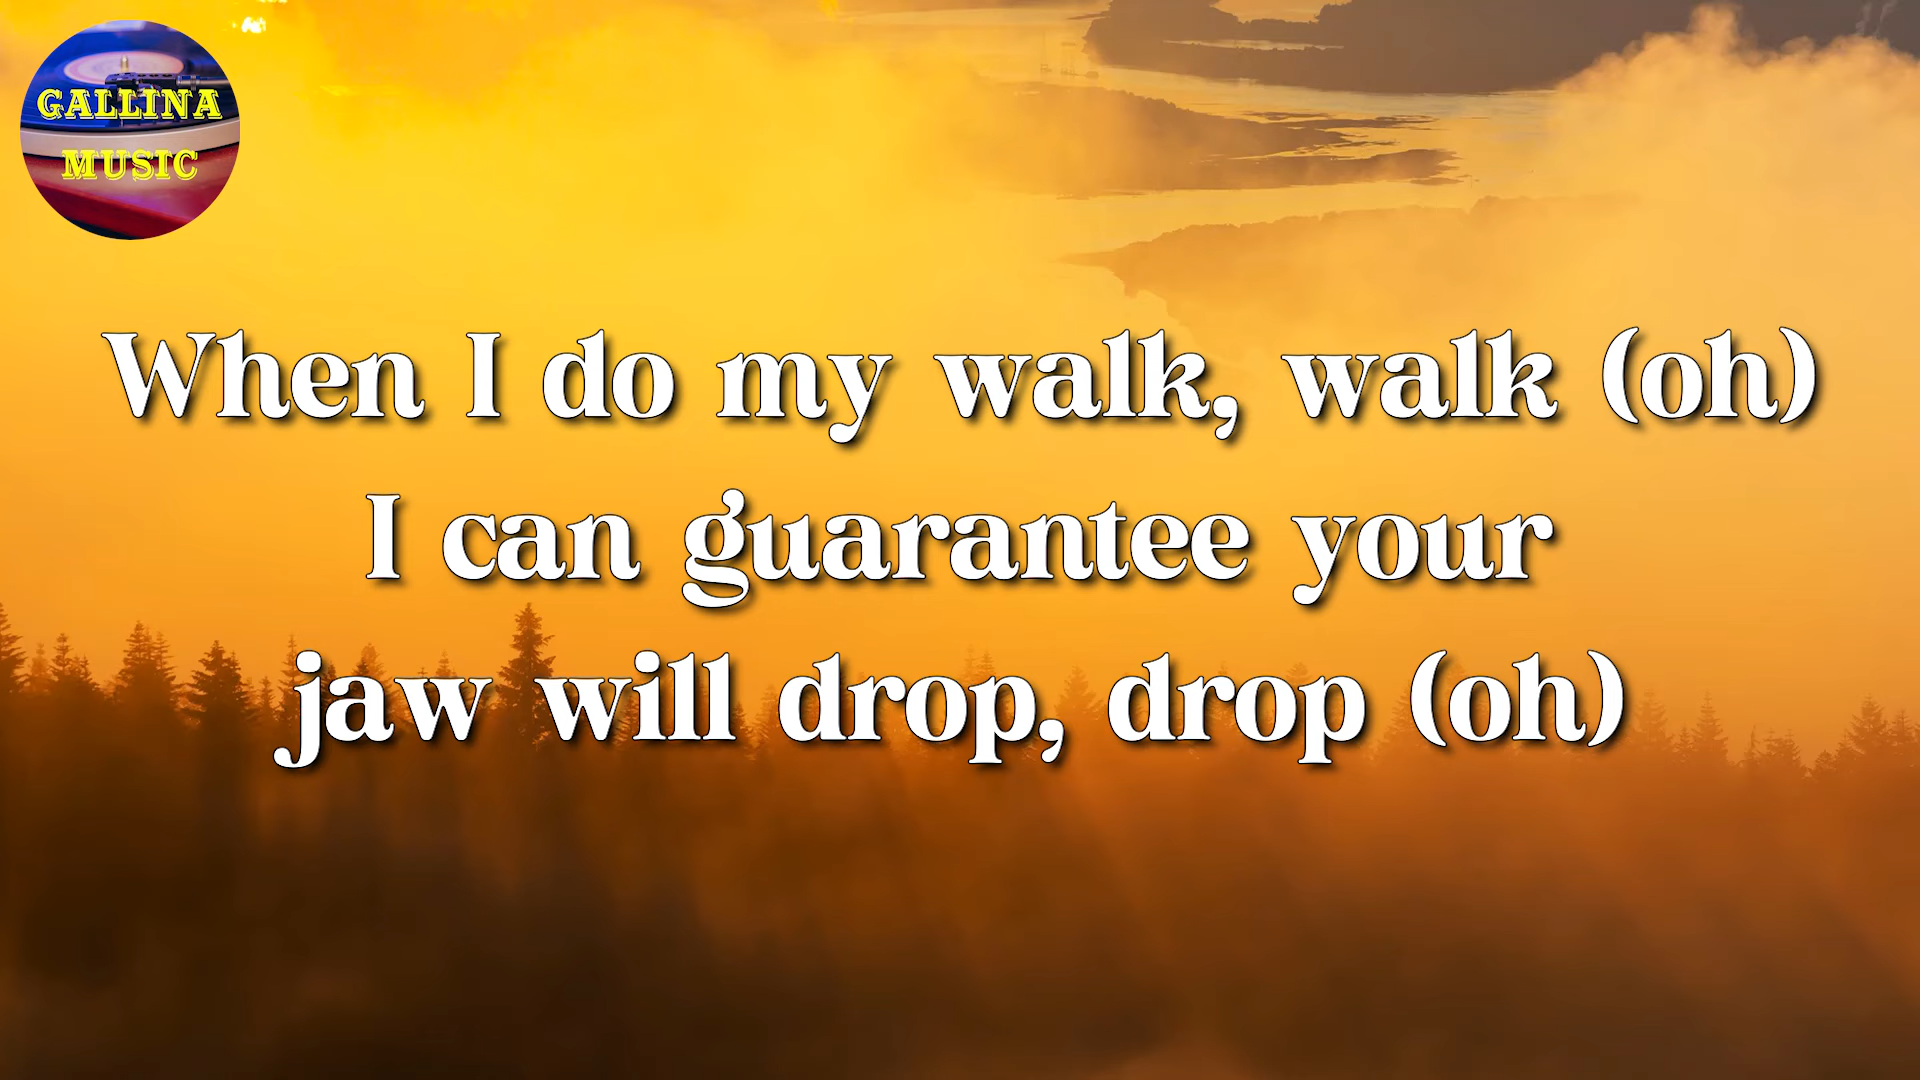 GALLINA
MUSIC
When I do my walk, walk (oh)
I can guarantee your
jaw will drop, drop (oh)